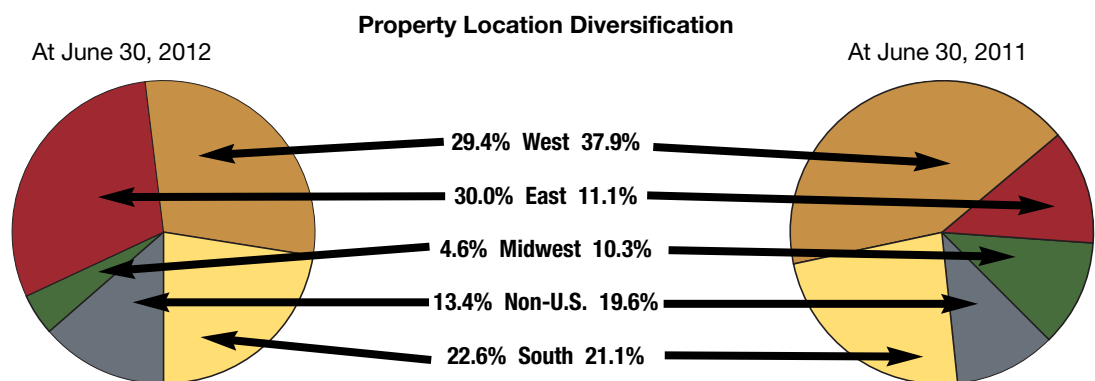 Property Location Diversification
At June 30, 2012
At June 30, 2011
29.4% West 37.9%
30.0% East 11.1%
4.6% Midwest 10.3%
13.4% Non-U.S. 19.6%
22.6% South 21.1%